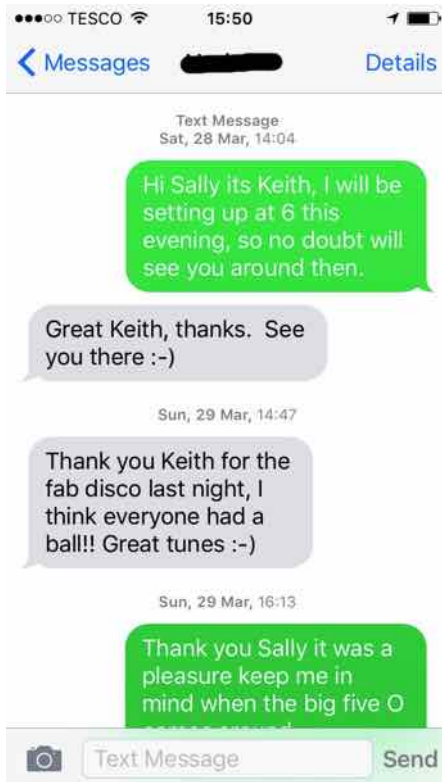 TESCO 15:50
Messages Details
Text Message
Sat, 28 Mar, 14:04
Hi Sally its Keith, I will be
setting up at 6 this
evening, so no doubt will
see you around then.
Great Keith, thanks. See
you there :-)
Sun, 29 Mar, 14:47
Thank you Keith for the
fab disco last night, I
think everyone had a
ball!! Great tunes :-)
Sun, 29 Mar, 16:13
Thank you Sally it was a
pleasure keep me in
mind when the big five O
Text Message Send